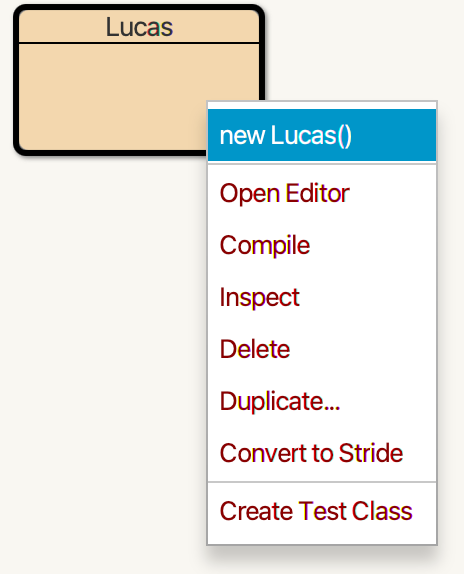 Lucas
new Lucas()
Open Editor
Compile
Inspect
Delete
Duplicate...
Convert to Stride
Create Test Class